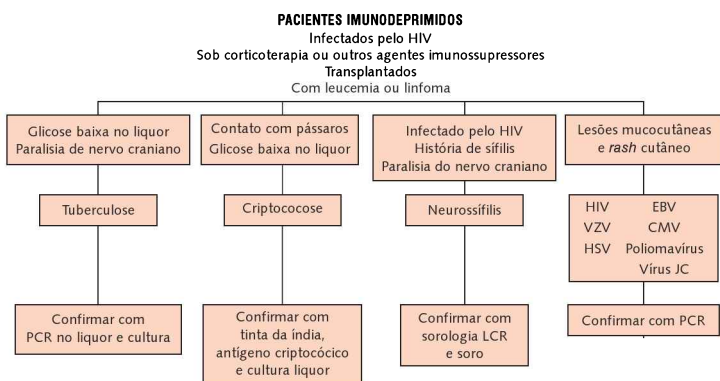 PACIENTES IMUNODEPRIMIDOS
Infectados pelo HIV
Sob corticoterapia ou outros agentes imunossupressores
Transplantados
Com leucemia ou linfoma
Glicose baixa no liquor
Paralisia de nervo craniano
Contato com pássaros
Glicose baixa no liquor
Infectado pelo HIV
História de sífilis
Paralisia do nervo craniano
Lesões mucocutâneas
e rash cutâneo
Tuberculose
Criptococose
Neurossífilis
HIV EBV
VZV CMV
HSV Poliomavírus
Vírus JC
Confirmar com
PCR no liquor e cultura
Confirmar com
tinta da índia,
antígeno criptocócico
e cultura liquor
Confirmar com
sorologia LCR
e soro
Confirmar com PCR